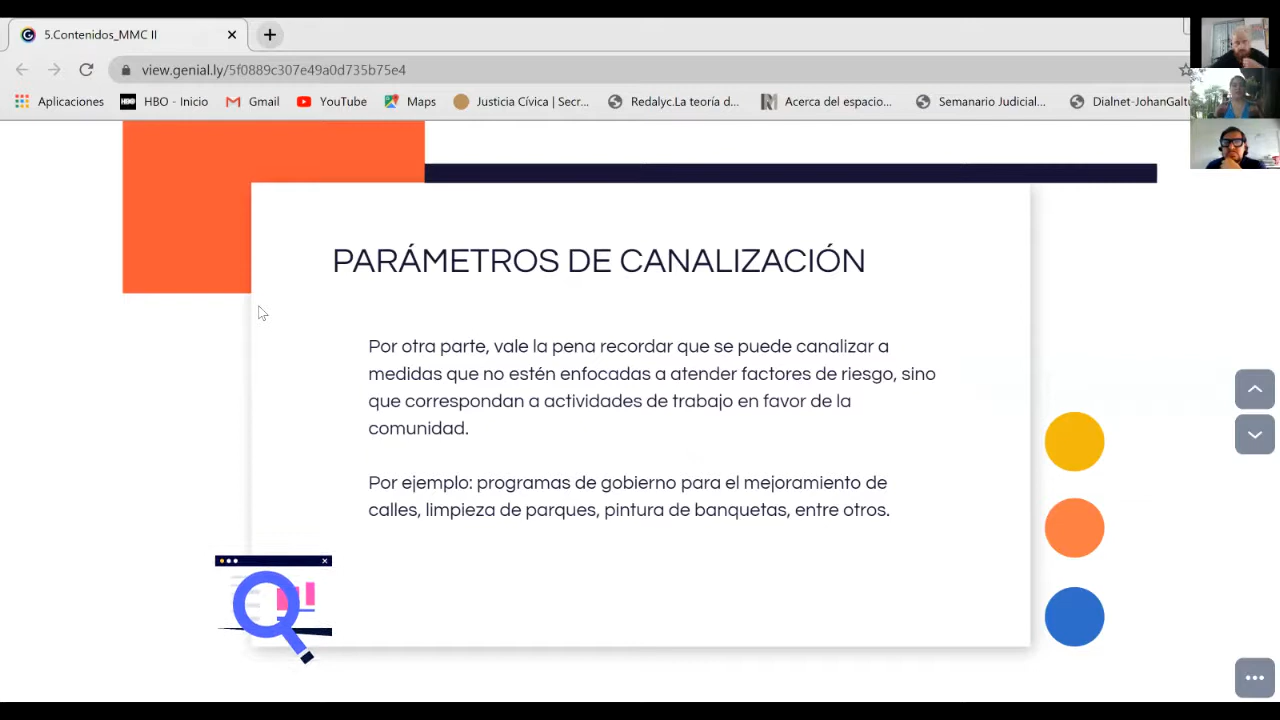 5.Contenidos_MMC II
view.genial.ly/5f0889c307e49a0d735b75e4
Aplicaciones HBO HBO - Inicio Gmail YouTube Maps Justicia Cívica | Secr... Redalyc.La teoría d... Acerca del espacio... Semanario Judicial... Dialnet-JohanGalt
PARÁMETROS DE CANALIZACIÓN
Por otra parte, vale la pena recordar que se puede canalizar a
medidas que no estén enfocadas a atender factores de riesgo, sino
que correspondan a actividades de trabajo en favor de la
comunidad.
Por ejemplo: programas de gobierno para el mejoramiento de
calles, limpieza de parques, pintura de banquetas, entre otros.